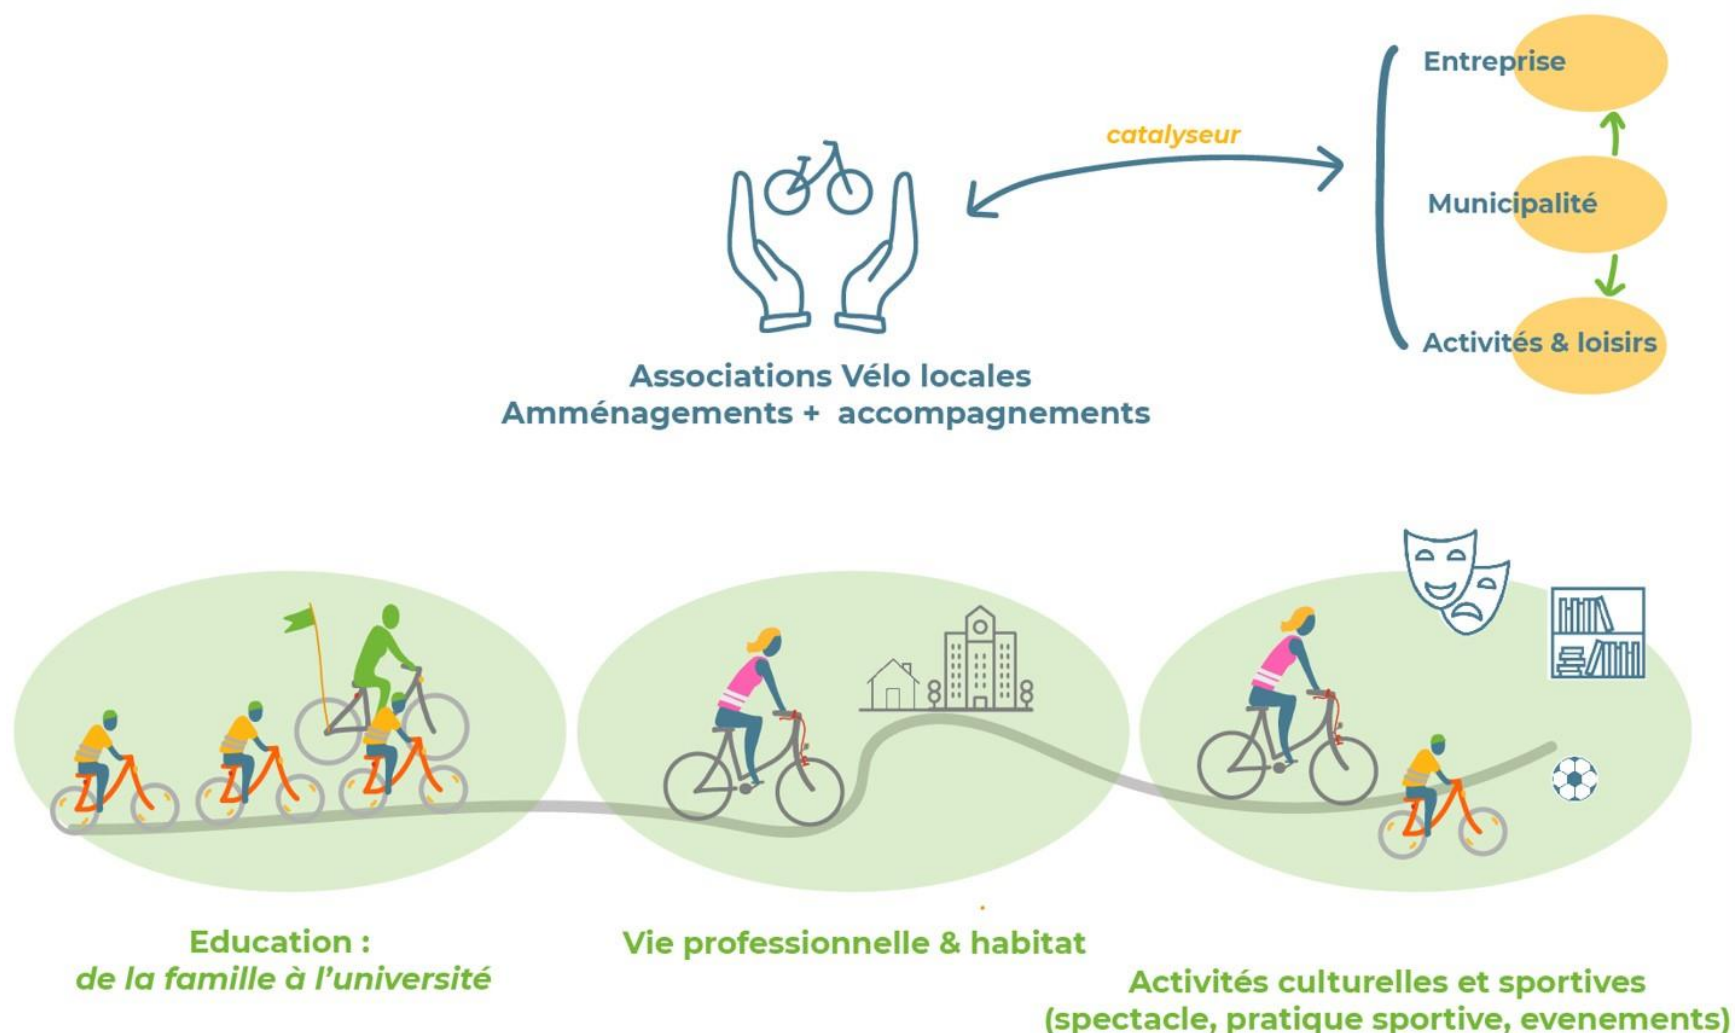 Entreprise
catalyseur
Municipalité
Activités & loisirs
Associations Vélo locales
Amménagements + accompagnements
Education :
de la famille à l'université
Vie professionnelle & habitat
Activités culturelles et sportives
(spectacle, pratique sportive, evenements)